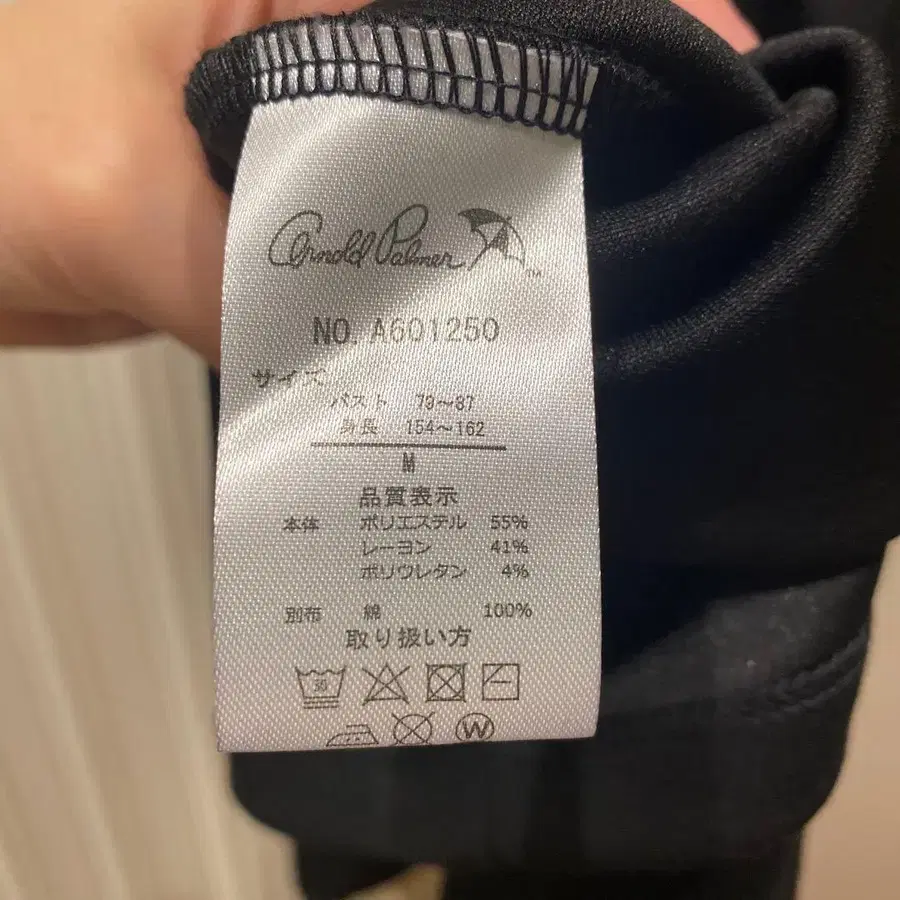 Arnold Palmer ™
NO. A601250
サイズ
バスト 79～87
身長 154～162
M
品質表示
本体 ポリエステル 55%
レーヨン 41%
ポリウレタン 4%
別布 綿 100%
取り扱い方
30
W